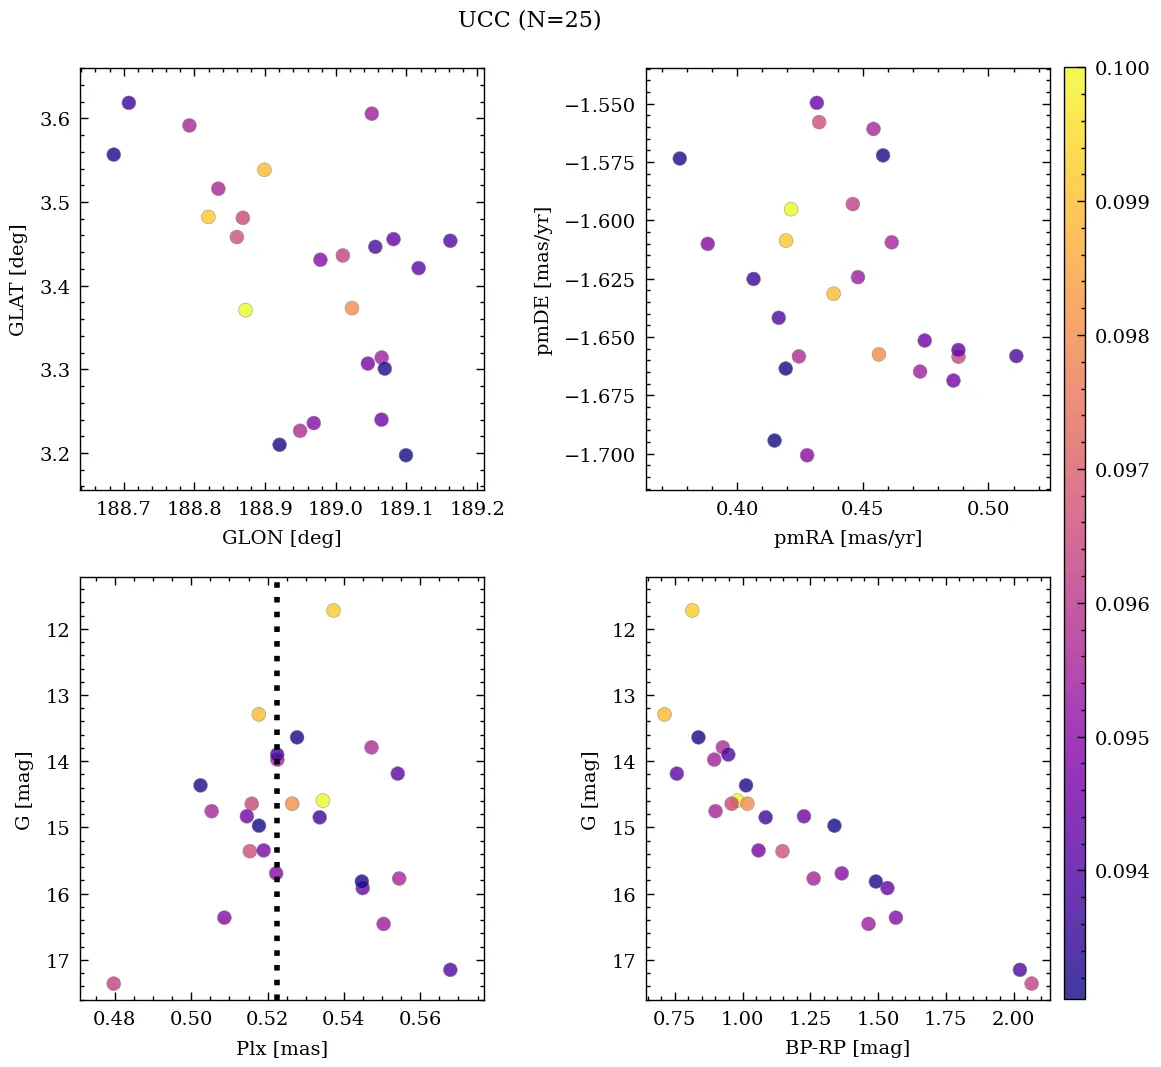 UCC (N=25)
3.6
3.5
3.4
3.3
3.2
GLAT [deg]
188.7 188.8 188.9 189.0 189.1 189.2
GLON [deg]
−1.550
−1.575
−1.600
−1.625
−1.650
−1.675
−1.700
pmDE [mas/yr]
0.40 0.45 0.50
pmRA [mas/yr]
0.100
0.099
0.098
0.097
0.096
0.095
0.094
12
13
14
15
16
17
G [mag]
0.48 0.50 0.52 0.54 0.56
Plx [mas]
12
13
14
15
16
17
G [mag]
0.75 1.00 1.25 1.50 1.75 2.00
BP-RP [mag]